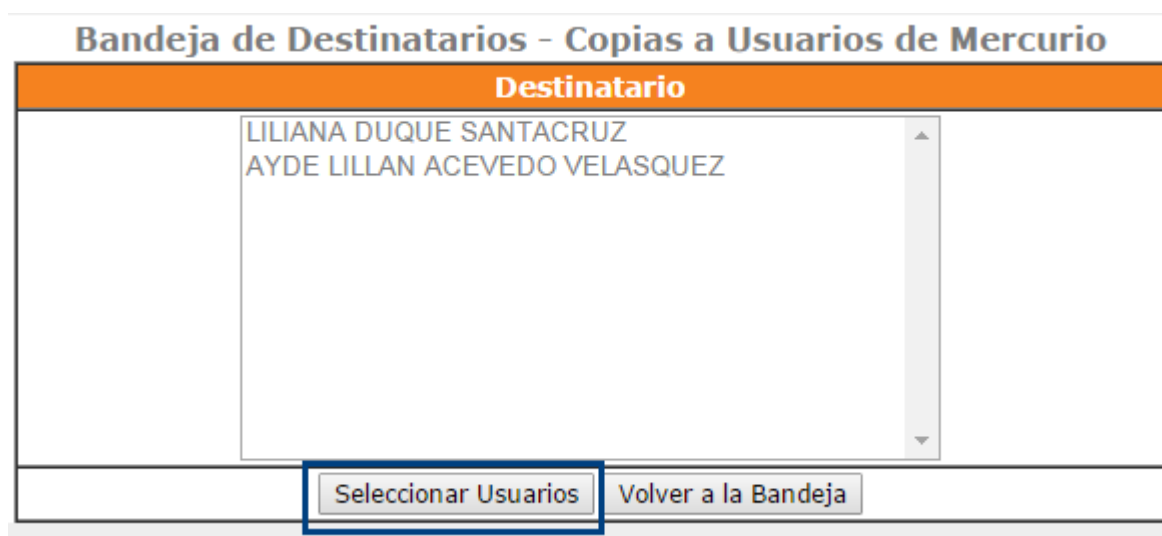 Bandeja de Destinatarios - Copias a Usuarios de Mercurio
Destinatario
LILIANA DUQUE SANTACRUZ
AYDE LILLAN ACEVEDO VELASQUEZ
Seleccionar Usuarios Volver a la Bandeja